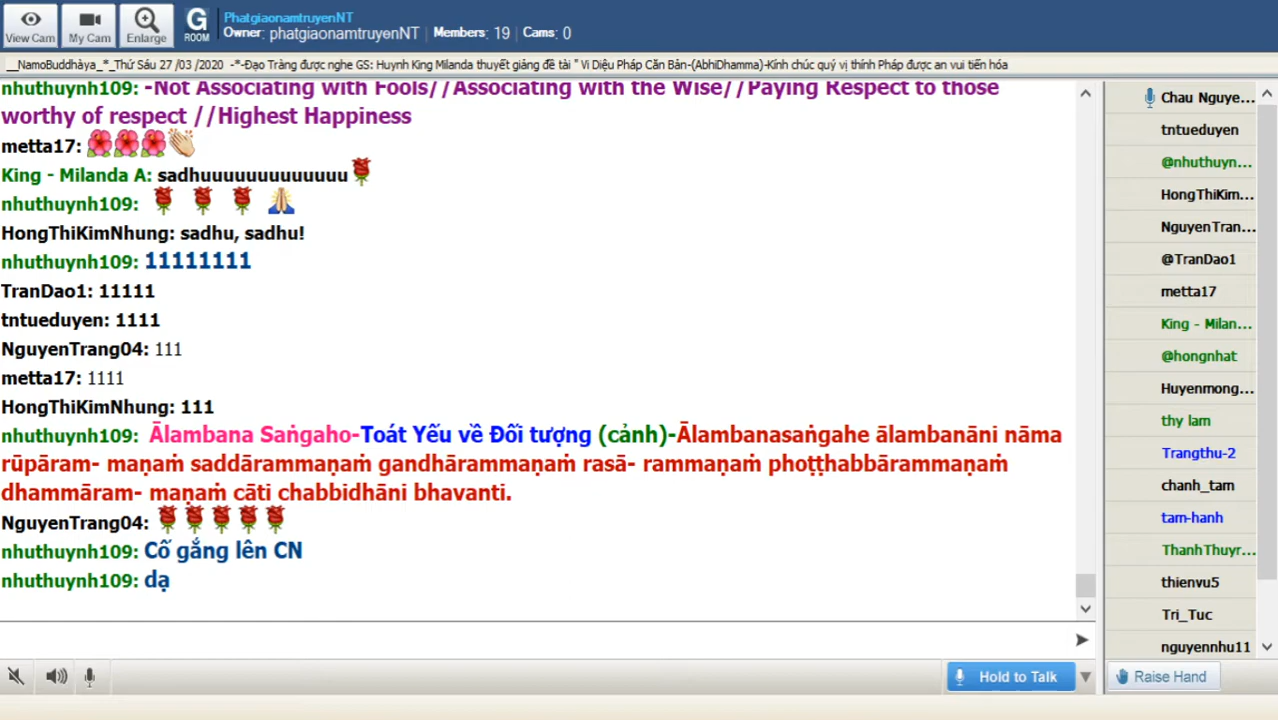 View Cam
My Cam
Enlarge
G
ROOM
PhatgiaonamtruyenNT
Owner: phatgiaonamtruyenNT | Members: 19 | Cams: 0
__NamoBuddhàya_*_Thứ Sáu 27 /03 /2020 -*-Đạo Tràng được nghe GS: Huynh King Milanda thuyết giảng đề tài " Vi Diệu Pháp Căn Bản-(AbhiDhamma)-Kính chúc quý vị thính Pháp được an vui tiến hóa
nhuthuynh109: -Not Associating with Fools//Associating with the Wise//Paying Respect to those
worthy of respect //Highest Happiness
metta17:
King - Milanda A: sadhuuuuuuuuuuuuu
nhuthuynh109:
HongThiKimNhung: sadhu, sadhu!
nhuthuynh109: 11111111
TranDao1: 11111
tntueduyen: 1111
NguyenTrang04: 111
metta17: 1111
HongThiKimNhung: 111
nhuthuynh109: Ālambana Saṅgaho-Toát Yếu về Đối tượng (cảnh)-Ālambanasaṅgahe ālambanāni nāma
rūpāram- maṇaṁ saddārammaṇaṁ gandhārammaṇaṁ rasā- rammaṇaṁ phoṭṭhabbārammaṇaṁ
dhammāram- maṇaṁ cāti chabbidhāni bhavanti.
NguyenTrang04:
nhuthuynh109: Cố gắng lên CN
nhuthuynh109: dạ
Chau Nguye...
tntueduyen
@nhuthuyn...
HongThiKim...
NguyenTran...
@TranDao1
metta17
King - Milan...
@hongnhat
Huyenmong...
thy lam
Trangthu-2
chanh_tam
tam-hanh
ThanhThuyr...
thienvu5
Tri_Tuc
nguyennhu11
Hold to Talk
Raise Hand